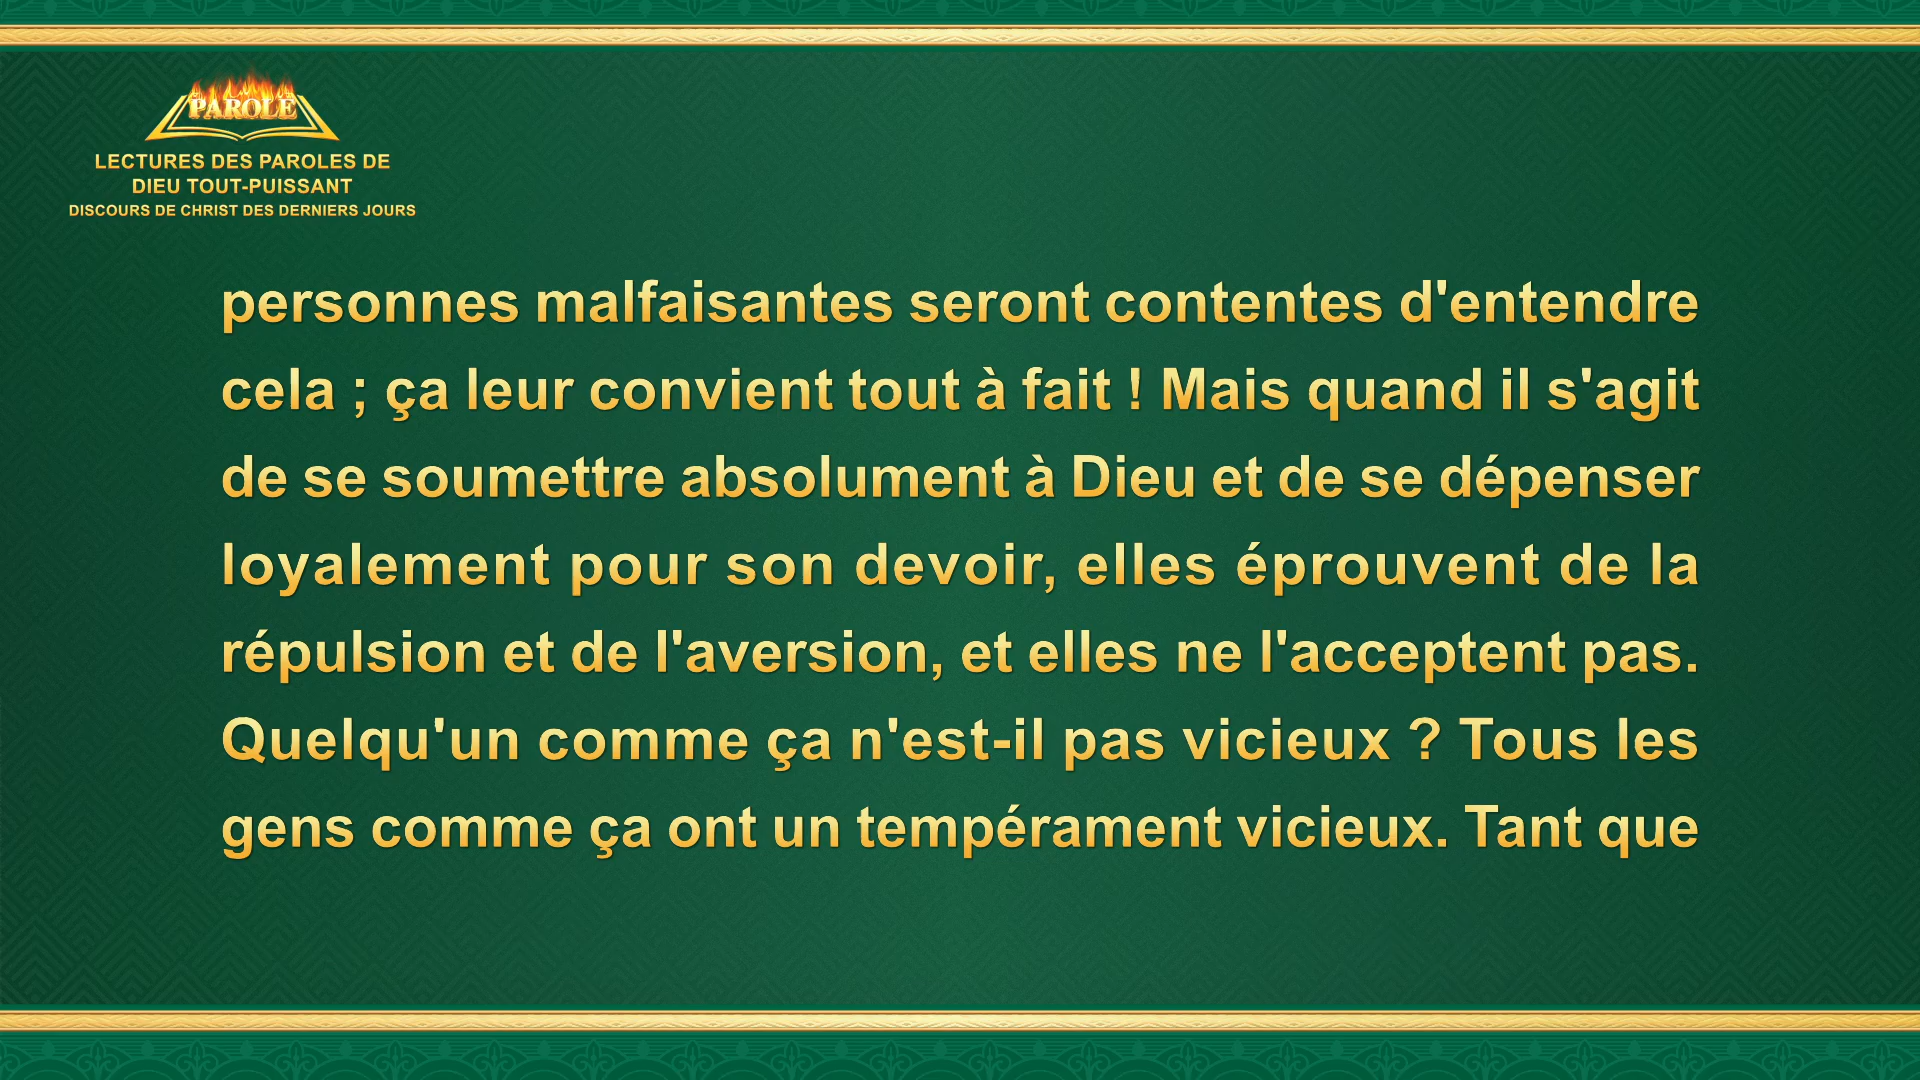 PAROLE
LECTURES DES PAROLES DE
DIEU TOUT-PUISSANT
DISCOURS DE CHRIST DES DERNIERS JOURS
personnes malfaisantes seront contentes d'entendre
cela ; ça leur convient tout à fait ! Mais quand il s'agit
de se soumettre absolument à Dieu et de se dépenser
loyalement pour son devoir, elles éprouvent de la
répulsion et de l'aversion, et elles ne l'acceptent pas.
Quelqu'un comme ça n'est-il pas vicieux ? Tous les
gens comme ça ont un tempérament vicieux. Tant que